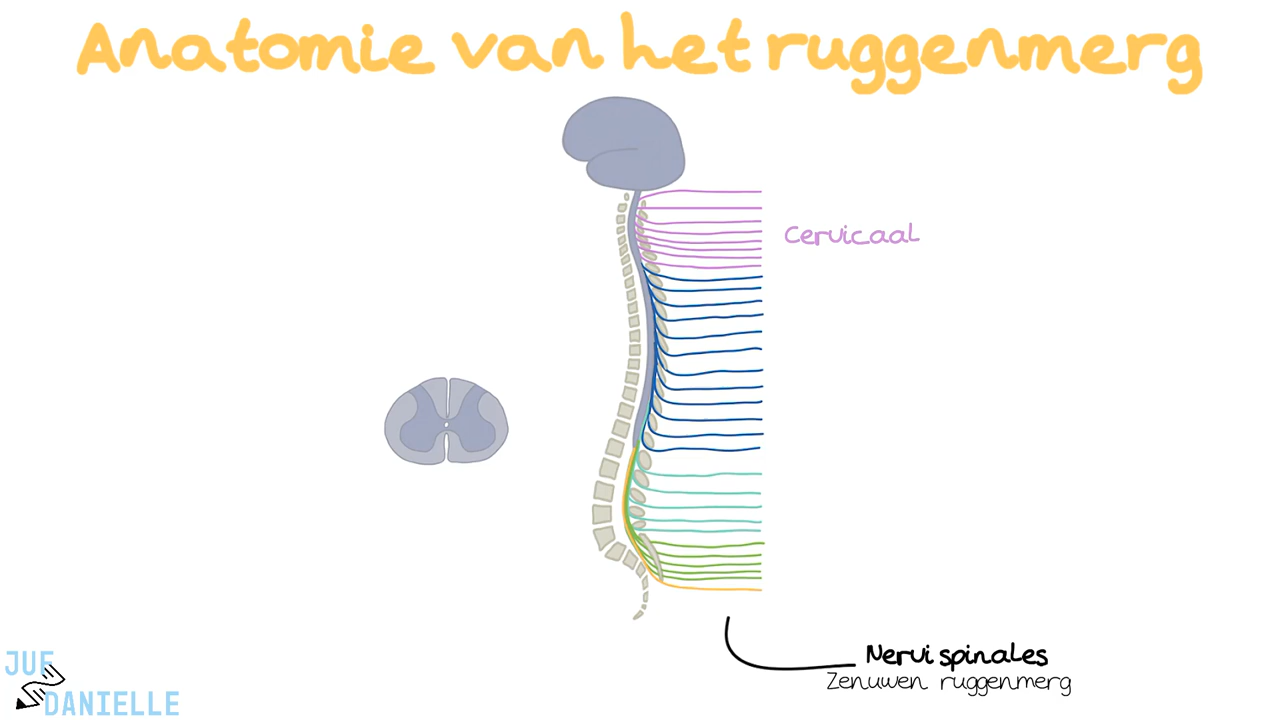 Anatomie van het ruggenmerg
Cervicaal
Nervi spinales
Zenuwen ruggenmerg
JUF
DANIELLE